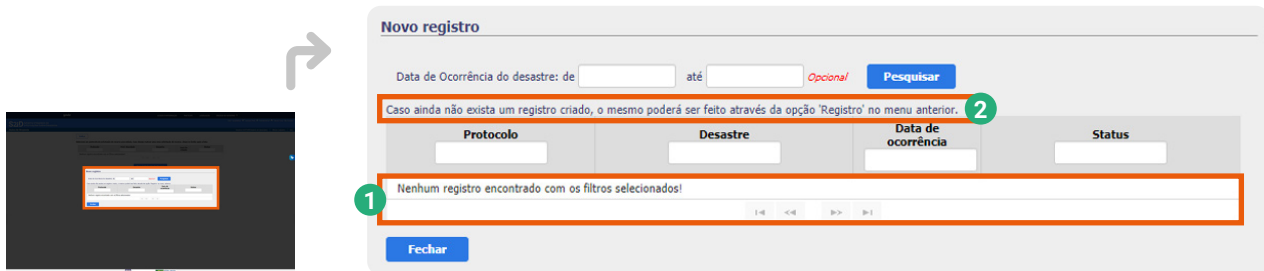 Novo registro
Data de Ocorrência do desastre: de até Opcional Pesquisar
Caso ainda não exista um registro criado, o mesmo poderá ser feito através da opção 'Registro' no menu anterior. 2
Protocolo Desastre Data de ocorrência Status
Nenhum registro encontrado com os filtros selecionados!
1
Fechar